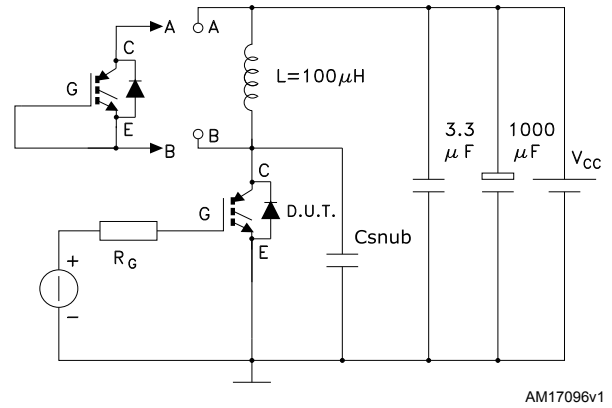 A
A
C
G
L=100μH
E
B
B
3.3
μF
1000
μF
VCC
C
G
D.U.T.
E
Csnub
RG
+
−
AM17096v1